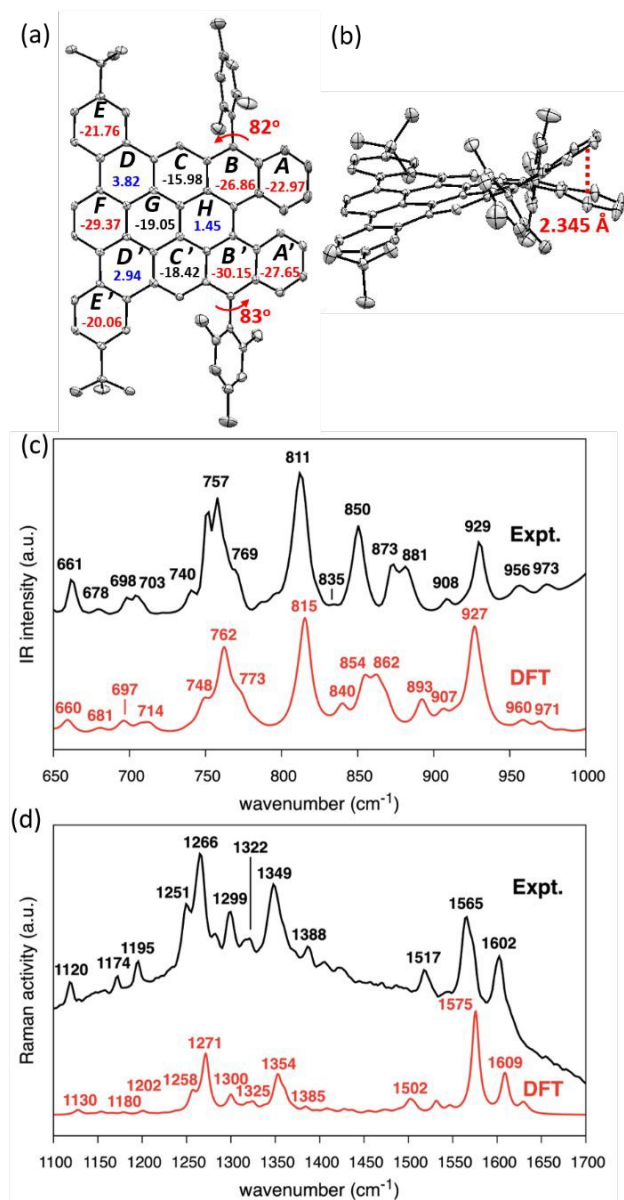 (a)
(b)
E
-21.76
82°
D
C
B
A
3.82
-15.98
-26.86
-22.97
F
G
H
-29.37
-19.05
1.45
D'
C'
B'
A'
2.94
-18.42
-30.15
-27.65
E'
-20.06
83°
2.345 Å
(c)
IR intensity (a.u.)
661
678
698
703
740
757
769
811
835
850
873
881
908
929
956
973
Expt.
660
681
697
714
748
762
773
815
840
854
862
893
907
927
960
971
DFT
650 700 750 800 850 900 950 1000
wavenumber (cm⁻¹)
(d)
Raman activity (a.u.)
1120
1174
1195
1251
1266
1299
1322
1349
1388
1517
1565
1602
Expt.
1130
1180
1202
1258
1271
1300
1325
1354
1385
1502
1575
1609
DFT
1100 1150 1200 1250 1300 1350 1400 1450 1500 1550 1600 1650 1700
wavenumber (cm⁻¹)